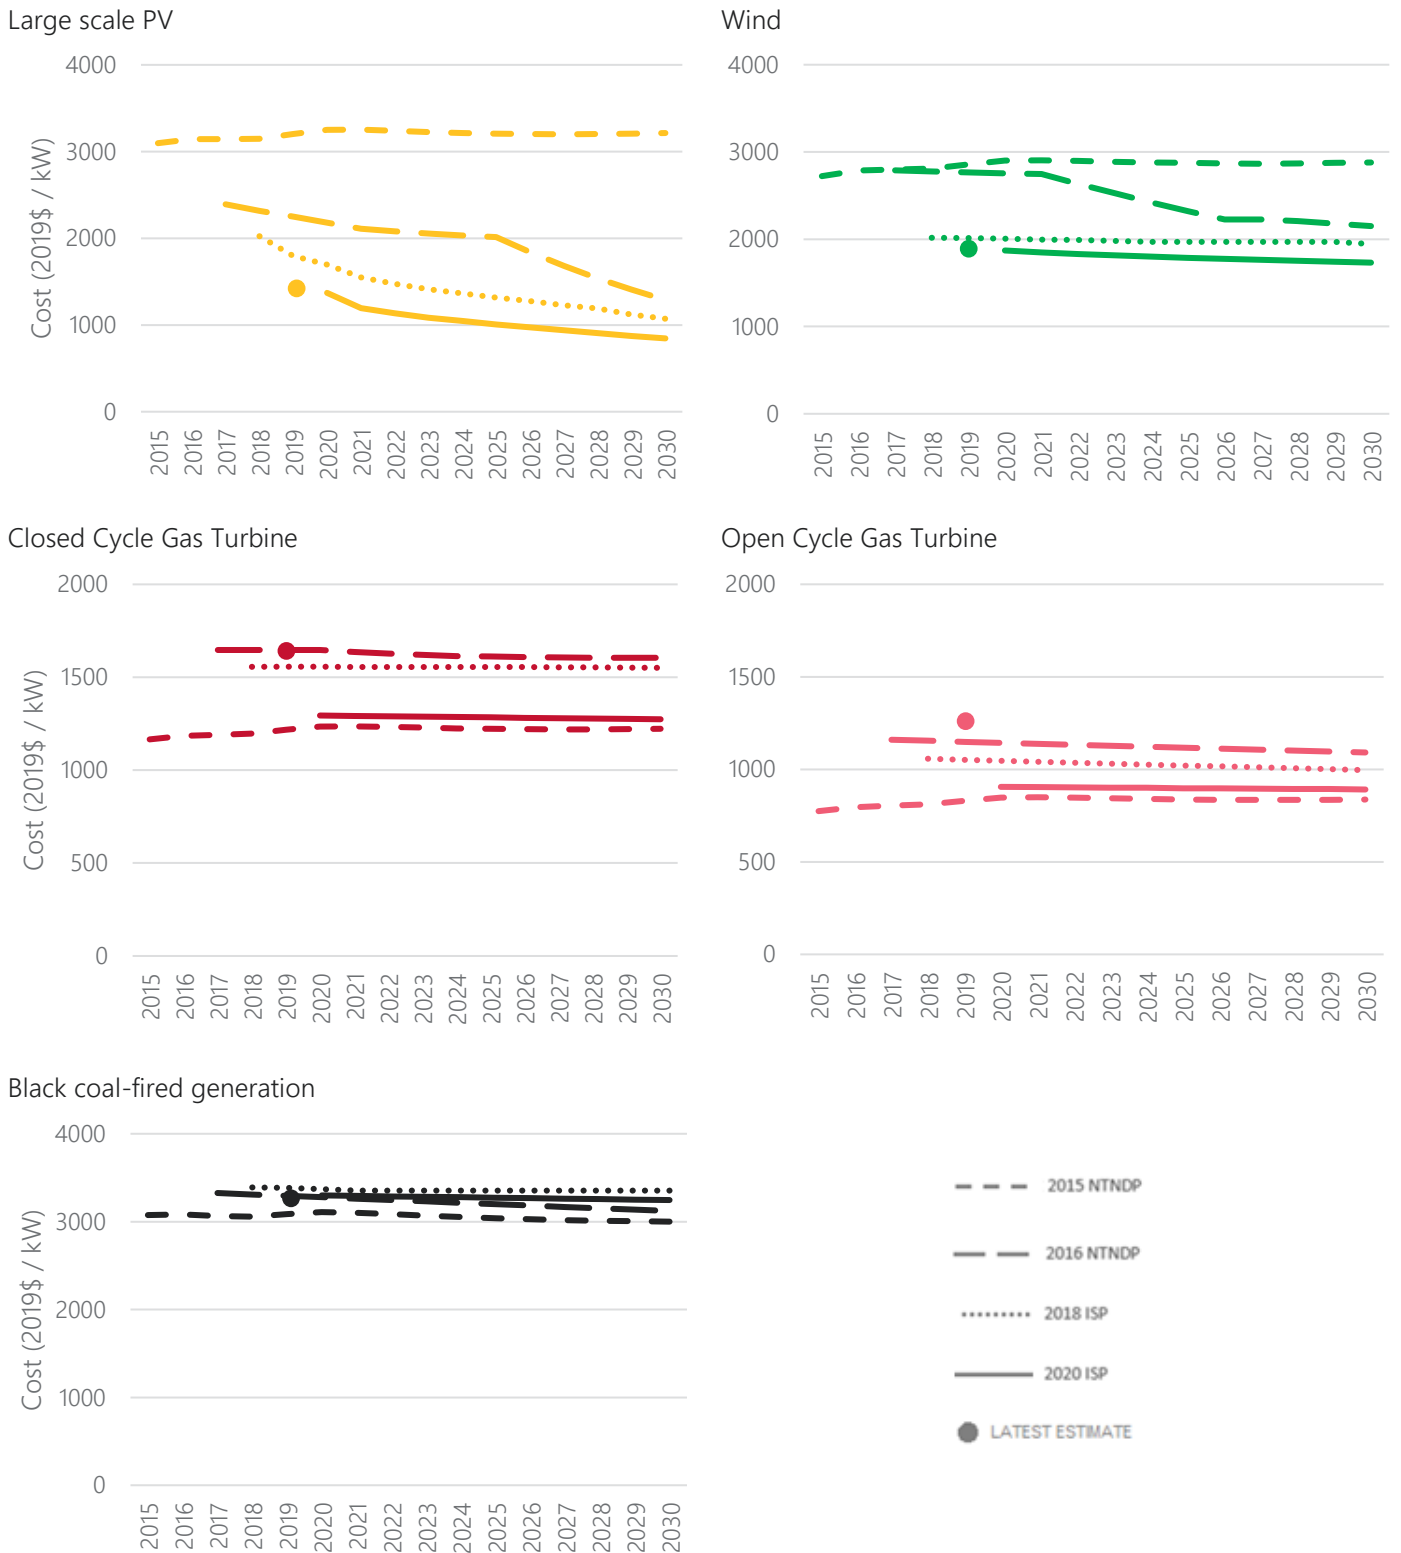 Large scale PV
Cost (2019$ / kW)
4000
3000
2000
1000
0
2015 2016 2017 2018 2019 2020 2021 2022 2023 2024 2025 2026 2027 2028 2029 2030
Wind
4000
3000
2000
1000
0
2015 2016 2017 2018 2019 2020 2021 2022 2023 2024 2025 2026 2027 2028 2029 2030
Closed Cycle Gas Turbine
Cost (2019$ / kW)
2000
1500
1000
500
0
2015 2016 2017 2018 2019 2020 2021 2022 2023 2024 2025 2026 2027 2028 2029 2030
Open Cycle Gas Turbine
2000
1500
1000
500
0
2015 2016 2017 2018 2019 2020 2021 2022 2023 2024 2025 2026 2027 2028 2029 2030
Black coal-fired generation
Cost (2019$ / kW)
4000
3000
2000
1000
0
2015 2016 2017 2018 2019 2020 2021 2022 2023 2024 2025 2026 2027 2028 2029 2030
2015 NTNDP
2016 NTNDP
2018 ISP
2020 ISP
LATEST ESTIMATE